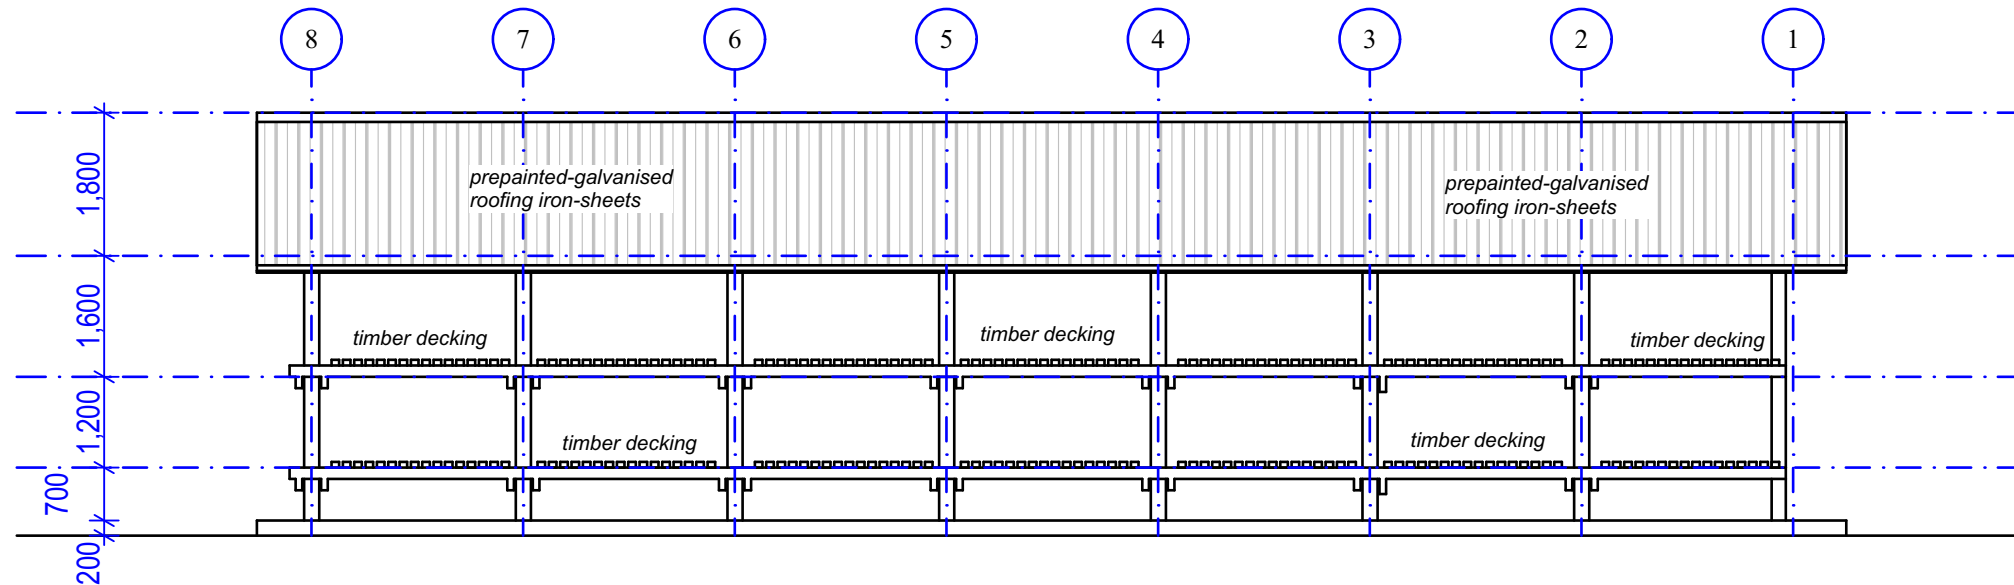 8 7 6 5 4 3 2 1
1,800
prepainted-galvanised
roofing iron-sheets
prepainted-galvanised
roofing iron-sheets
1,600
timber decking
timber decking
timber decking
1,200
timber decking
timber decking
700
200